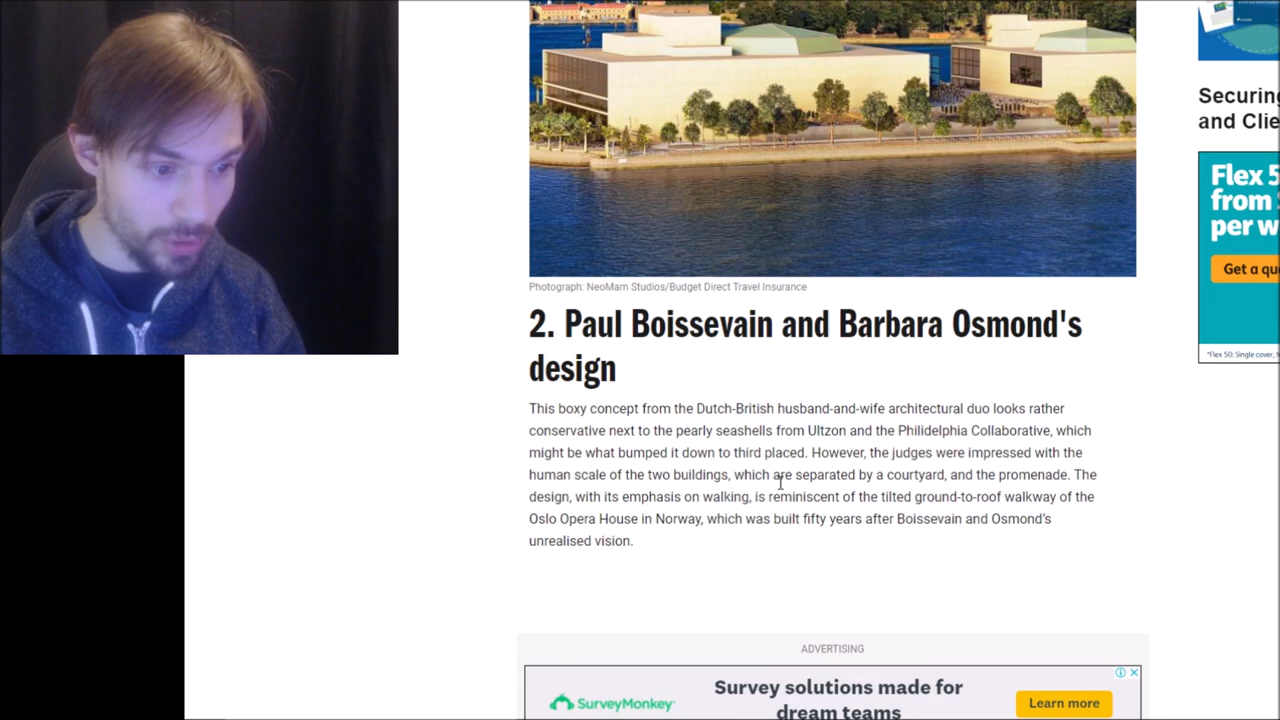 Photograph: NeoMam Studios/Budget Direct Travel Insurance
2. Paul Boissevain and Barbara Osmond's
design
This boxy concept from the Dutch-British husband-and-wife architectural duo looks rather
conservative next to the pearly seashells from Ultzon and the Philidelphia Collaborative, which
might be what bumped it down to third placed. However, the judges were impressed with the
human scale of the two buildings, which are separated by a courtyard, and the promenade. The
design, with its emphasis on walking, is reminiscent of the tilted ground-to-roof walkway of the
Oslo Opera House in Norway, which was built fifty years after Boissevain and Osmond's
unrealised vision.
ADVERTISING
SurveyMonkey
Survey solutions made for
dream teams
Learn more
Securing
and Clie
Flex 5
from
per w
Get a qu
*Flex 50: Single cover,